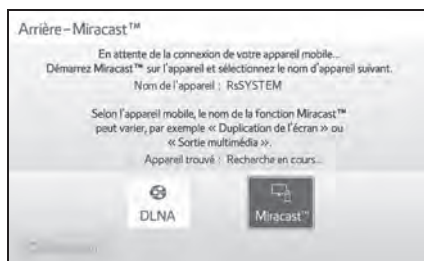 Arrière–Miracast™
En attente de la connexion de votre appareil mobile...
Démarrez Miracast™ sur l'appareil et sélectionnez le nom d'appareil suivant.
Nom de l'appareil : RsSYSTEM
Selon l'appareil mobile, le nom de la fonction Miracast™
peut varier, par exemple « Duplication de l'écran » ou
« Sortie multimédia ».
Appareil trouvé : Recherche en cours...
DLNA
Miracast™